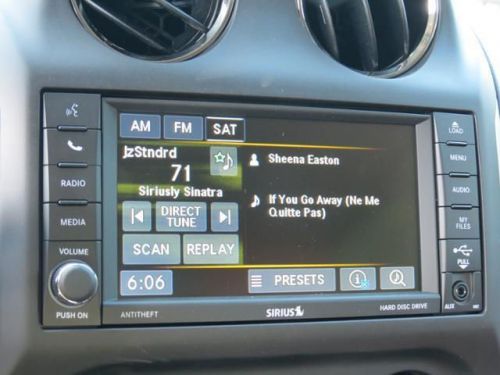 AM FM SAT
JzStndrd
71
Siriusly Sinatra
DIRECT
TUNE
SCAN REPLAY
6:06
Sheena Easton
If You Go Away (Ne Me
Quitte Pas)
PRESETS
RADIO
MEDIA
VOLUME
PUSH ON
LOAD
MENU
AUDIO
MY
FILES
PULL
AUX
ANTITHEFT
SIRIUS
HARD DISC DRIVE